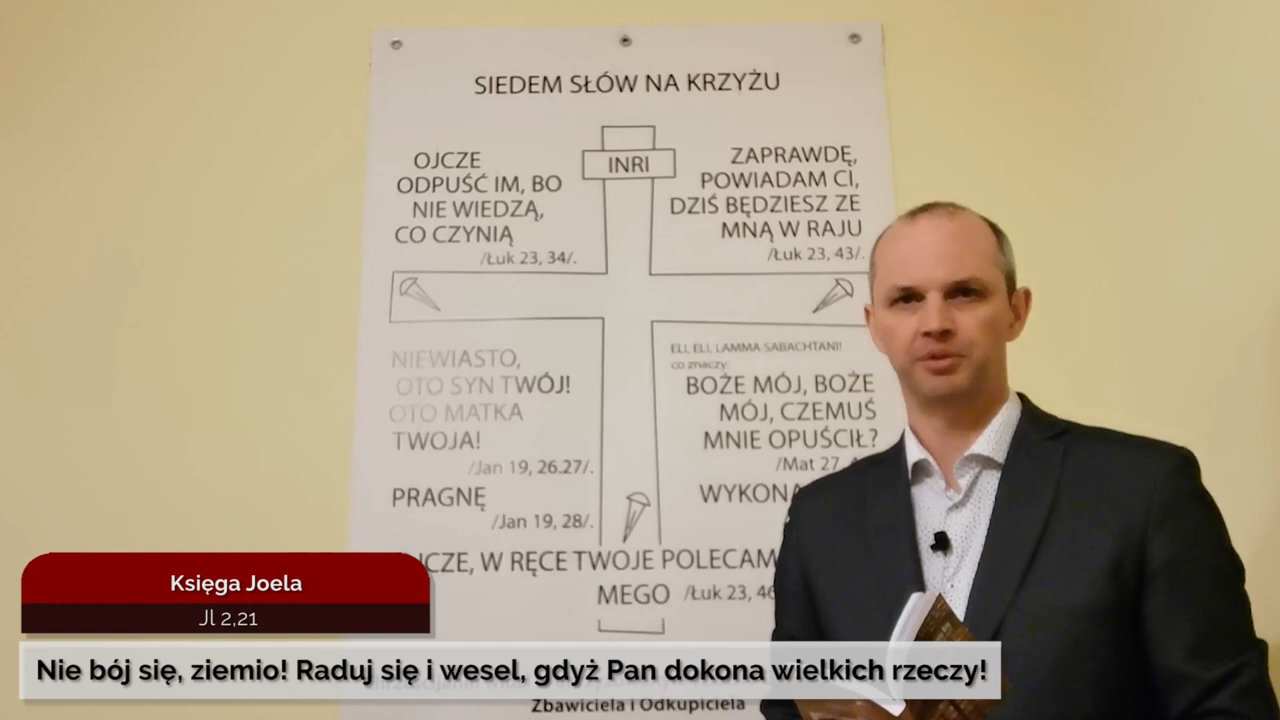 SIEDEM SŁÓW NA KRZYŻU
INRI
OJCZE
ODPUŚĆ IM, BO
NIE WIEDZĄ,
CO CZYNIĄ
/Łuk 23, 34/.
ZAPRAWDĘ,
POWIADAM CI,
DZIŚ BĘDZIESZ ZE
MNĄ W RAJU
/Łuk 23, 43/.
NIEWIASTO,
OTO SYN TWÓJ!
OTO MATKA
TWOJA!
/Jan 19, 26.27/.
PRAGNĘ
/Jan 19, 28/.
ELI, ELI, LAMMA SABACHTANI!
co znaczy:
BOŻE MÓJ, BOŻE
MÓJ, CZEMUŚ
MNIE OPUŚCIŁ?
/Mat 27,
WYKONA
CZE, W RĘCE TWOJE POLECAM
MEGO /Łuk 23, 46
Księga Joela
Jl 2,21
Nie bój się, ziemio! Raduj się i wesel, gdyż Pan dokona wielkich rzeczy!
Zbawiciela i Odkupiciela